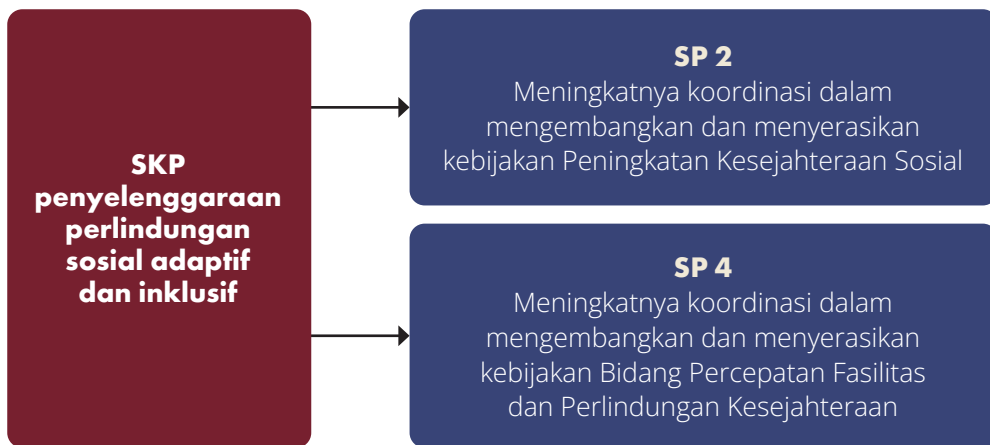 SKP
penyelenggaraan
perlindungan
sosial adaptif
dan inklusif
SP 2
Meningkatnya koordinasi dalam
mengembangkan dan menyerasikan
kebijakan Peningkatan Kesejahteraan Sosial
SP 4
Meningkatnya koordinasi dalam
mengembangkan dan menyerasikan
kebijakan Bidang Percepatan Fasilitas
dan Perlindungan Kesejahteraan